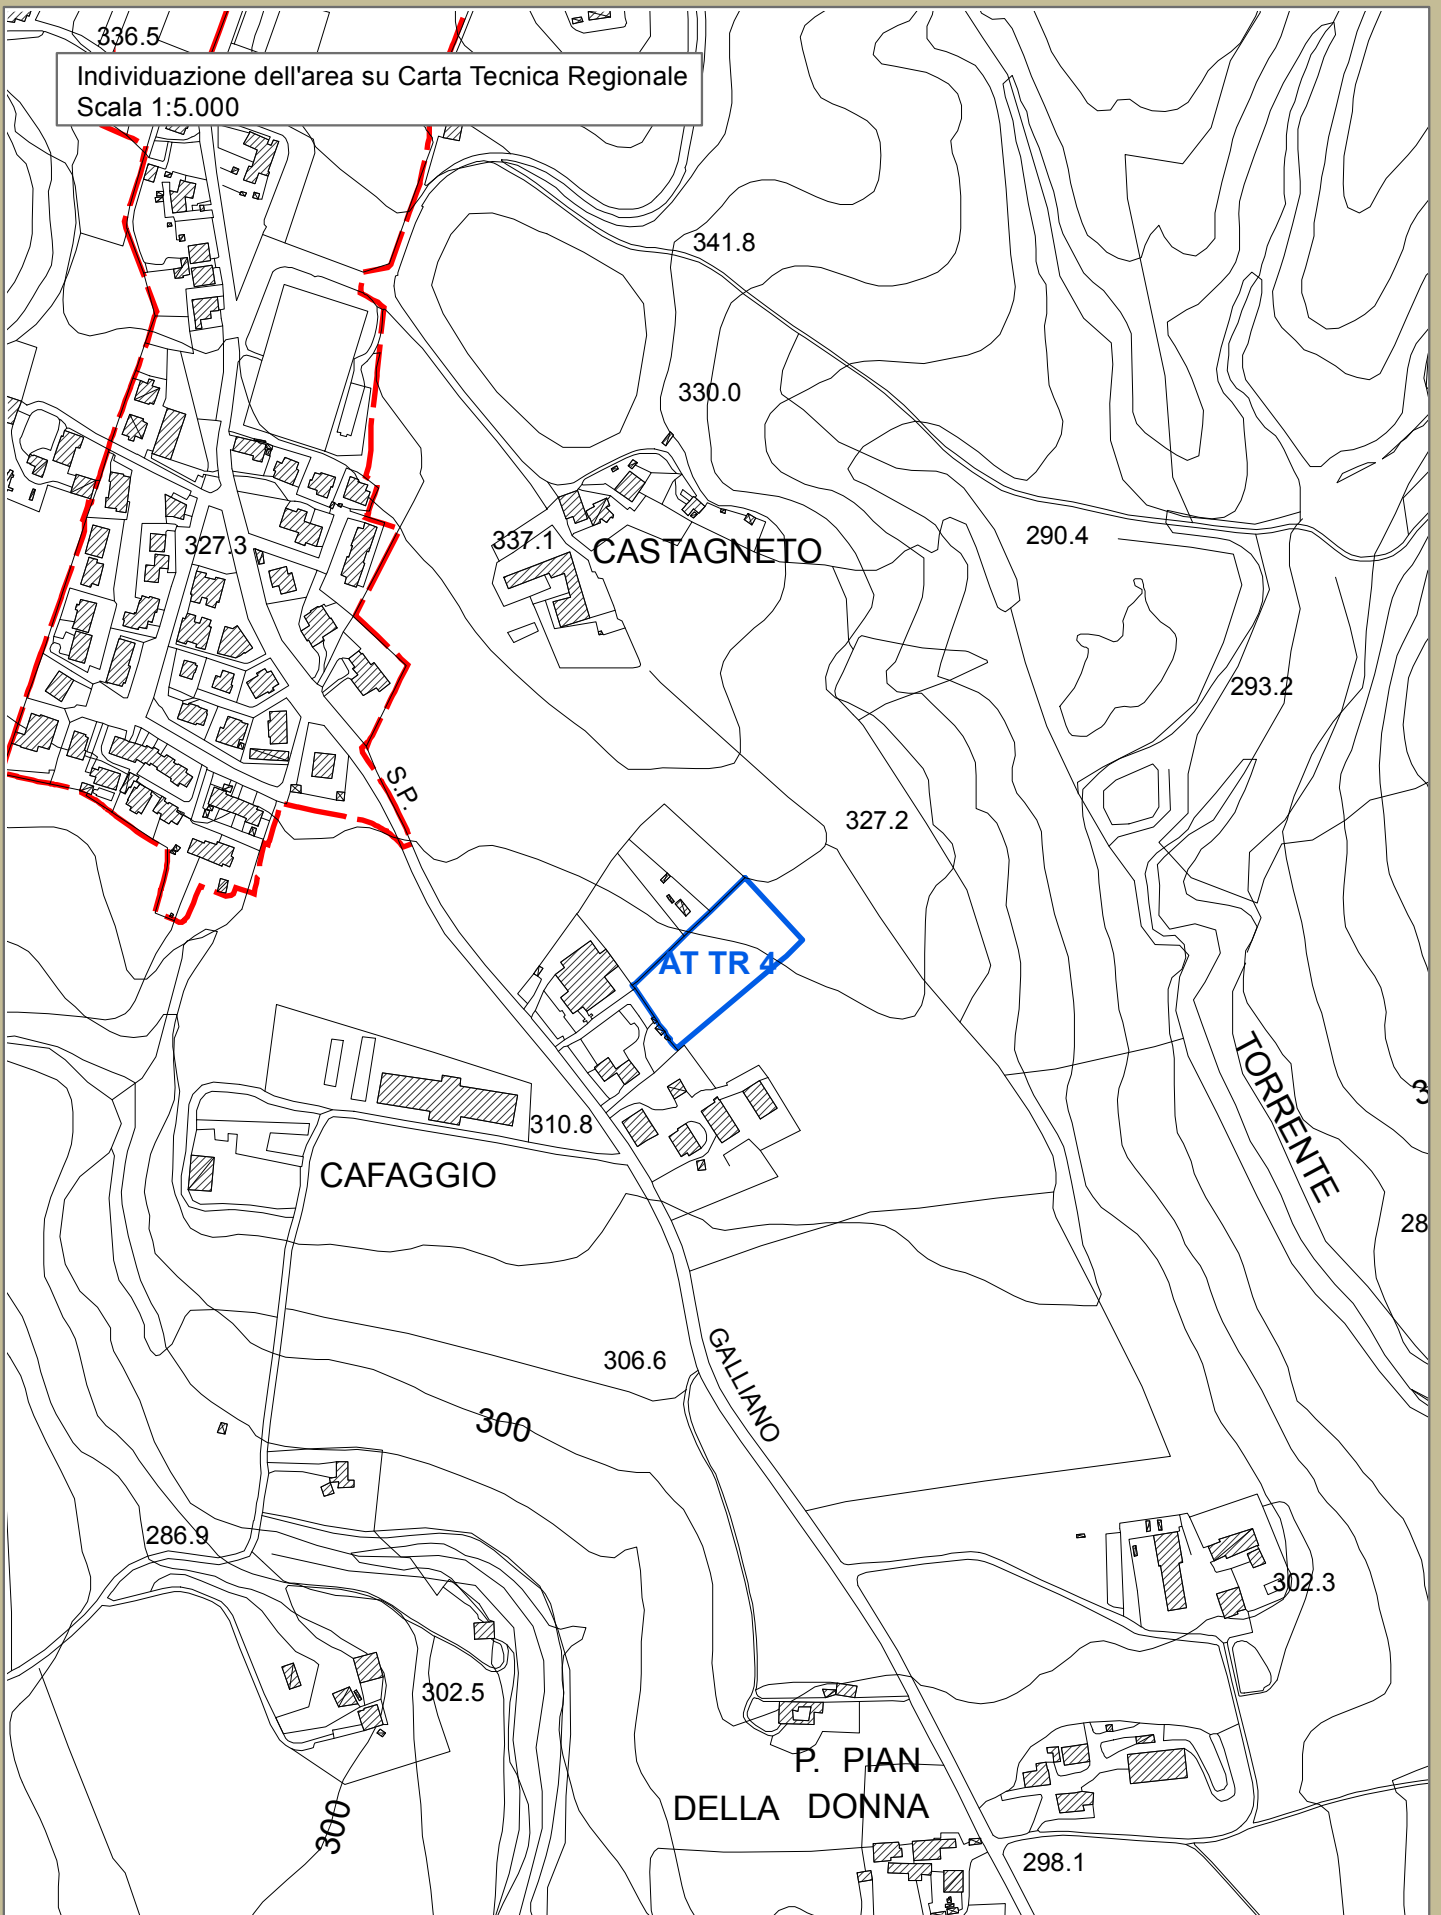 336.5
Individuazione dell'area su Carta Tecnica Regionale
Scala 1:5.000
341.8
330.0
327.3
337.1
CASTAGNETO
290.4
293.2
S.P.
327.2
AT TR 4
TORRENTE
3
310.8
CAFAGGIO
28
306.6
GALLIANO
300
286.9
302.3
302.5
P. PIAN
DELLA DONNA
300
298.1